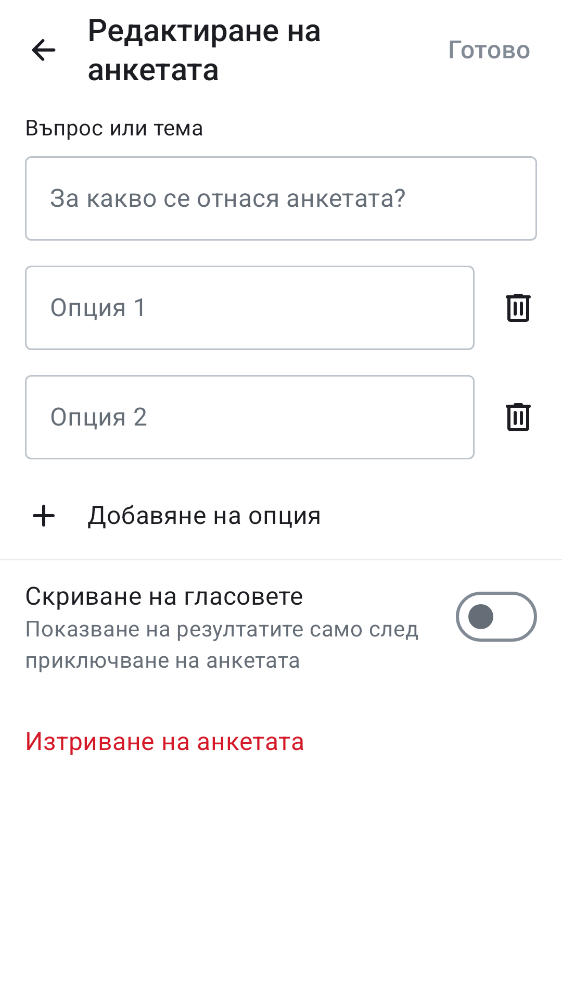 Редактиране на
анкетата
Готово
Въпрос или тема
За какво се отнася анкетата?
Опция 1
Опция 2
Добавяне на опция
Скриване на гласовете
Показване на резултатите само след
приключване на анкетата
Изтриване на анкетата